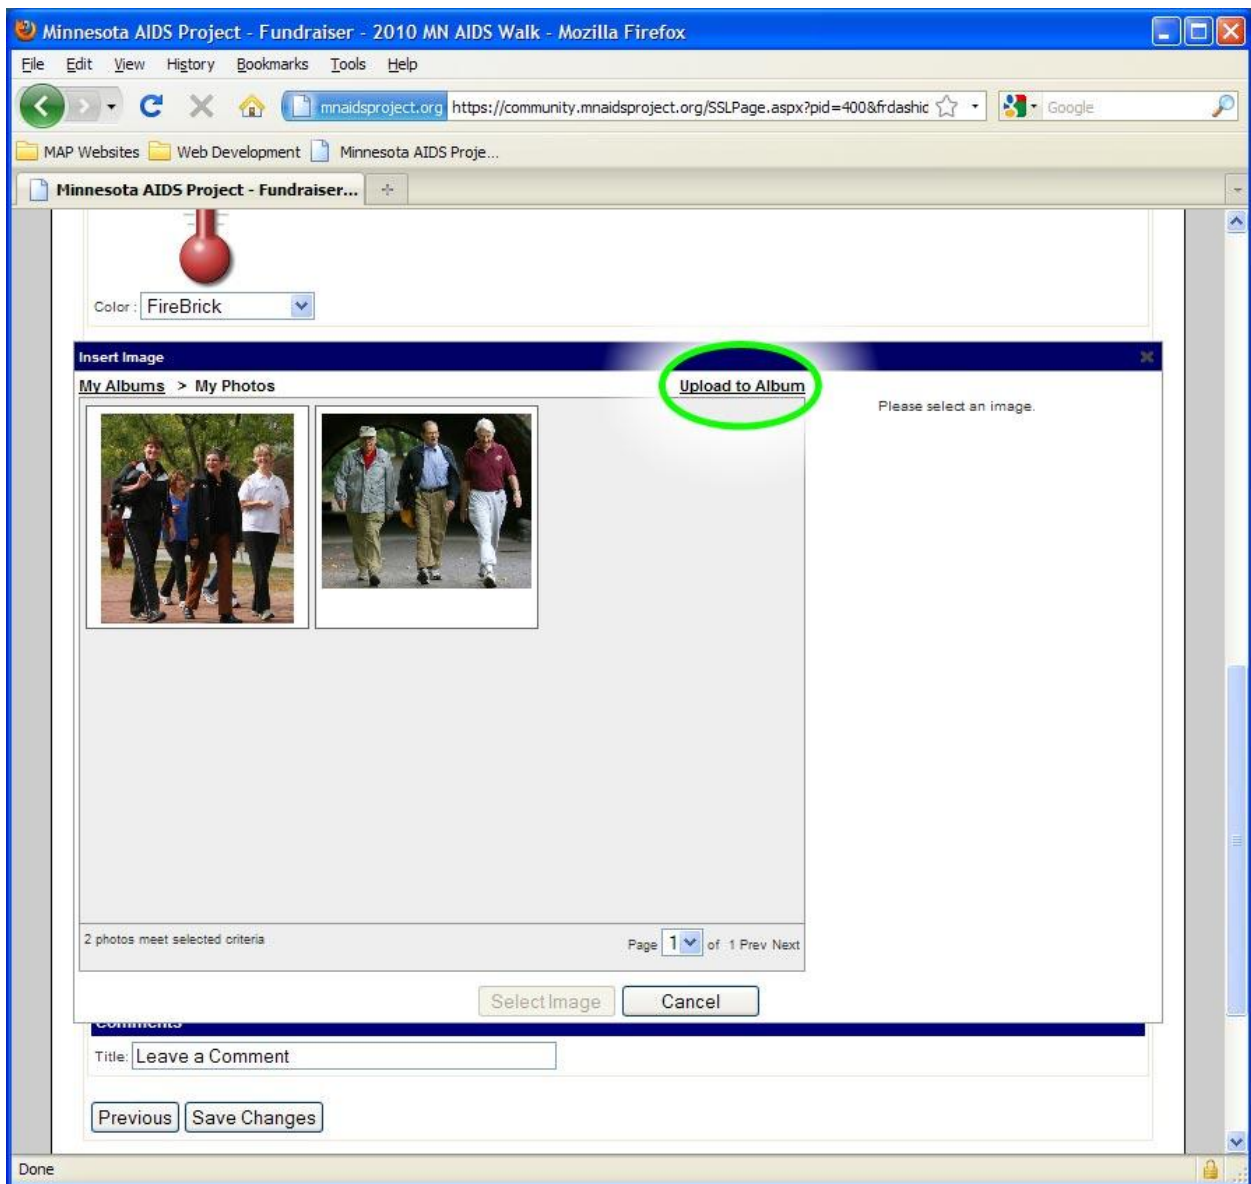 Minnesota AIDS Project - Fundraiser - 2010 MN AIDS Walk - Mozilla Firefox
File Edit View History Bookmarks Tools Help
mnaidsproject.org https://community.mnaidsproject.org/SSLPage.aspx?pid=400&frdashic Google
MAP Websites Web Development Minnesota AIDS Proje...
Minnesota AIDS Project - Fundraiser...
Color : FireBrick
Insert Image
My Albums > My Photos Upload to Album
Please select an image.
2 photos meet selected criteria Page 1 of 1 Prev Next
Select Image Cancel
Comments
Title: Leave a Comment
Previous Save Changes
Done